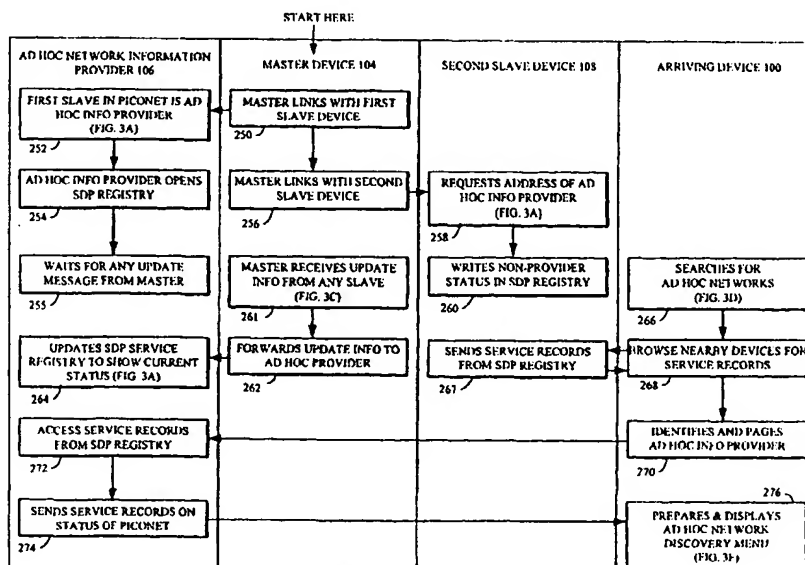 START HERE
AD HOC NETWORK INFORMATION
PROVIDER 106
FIRST SLAVE IN PICONET IS AD
HOC INFO PROVIDER
(FIG. 3A)
252
AD HOC INFO PROVIDER OPENS
SDP REGISTRY
254
WAITS FOR ANY UPDATE
MESSAGE FROM MASTER
255
UPDATES SDP SERVICE
REGISTRY TO SHOW CURRENT
STATUS (FIG. 3A)
264
ACCESS SERVICE RECORDS
FROM SDP REGISTRY
272
SENDS SERVICE RECORDS ON
STATUS OF PICONET
274
MASTER DEVICE 104
MASTER LINKS WITH FIRST
SLAVE DEVICE
250
MASTER LINKS WITH SECOND
SLAVE DEVICE
256
MASTER RECEIVES UPDATE
INFO FROM ANY SLAVE
(FIG. 3C)
261
FORWARDS UPDATE INFO TO
AD HOC PROVIDER
262
SECOND SLAVE DEVICE 108
REQUESTS ADDRESS OF AD
HOC INFO PROVIDER
(FIG. 3A)
258
WRITES NON-PROVIDER
STATUS IN SDP REGISTRY
260
SENDS SERVICE RECORDS
FROM SDP REGISTRY
267
ARRIVING DEVICE 100
SEARCHES FOR
AD HOC NETWORKS
(FIG. 3D)
266
BROWSE NEARBY DEVICES FOR
SERVICE RECORDS
268
IDENTIFIES AND PAGES
AD HOC INFO PROVIDER
270
276
PREPARES & DISPLAYS
AD HOC NETWORK
DISCOVERY MENU
(FIG. 3F)